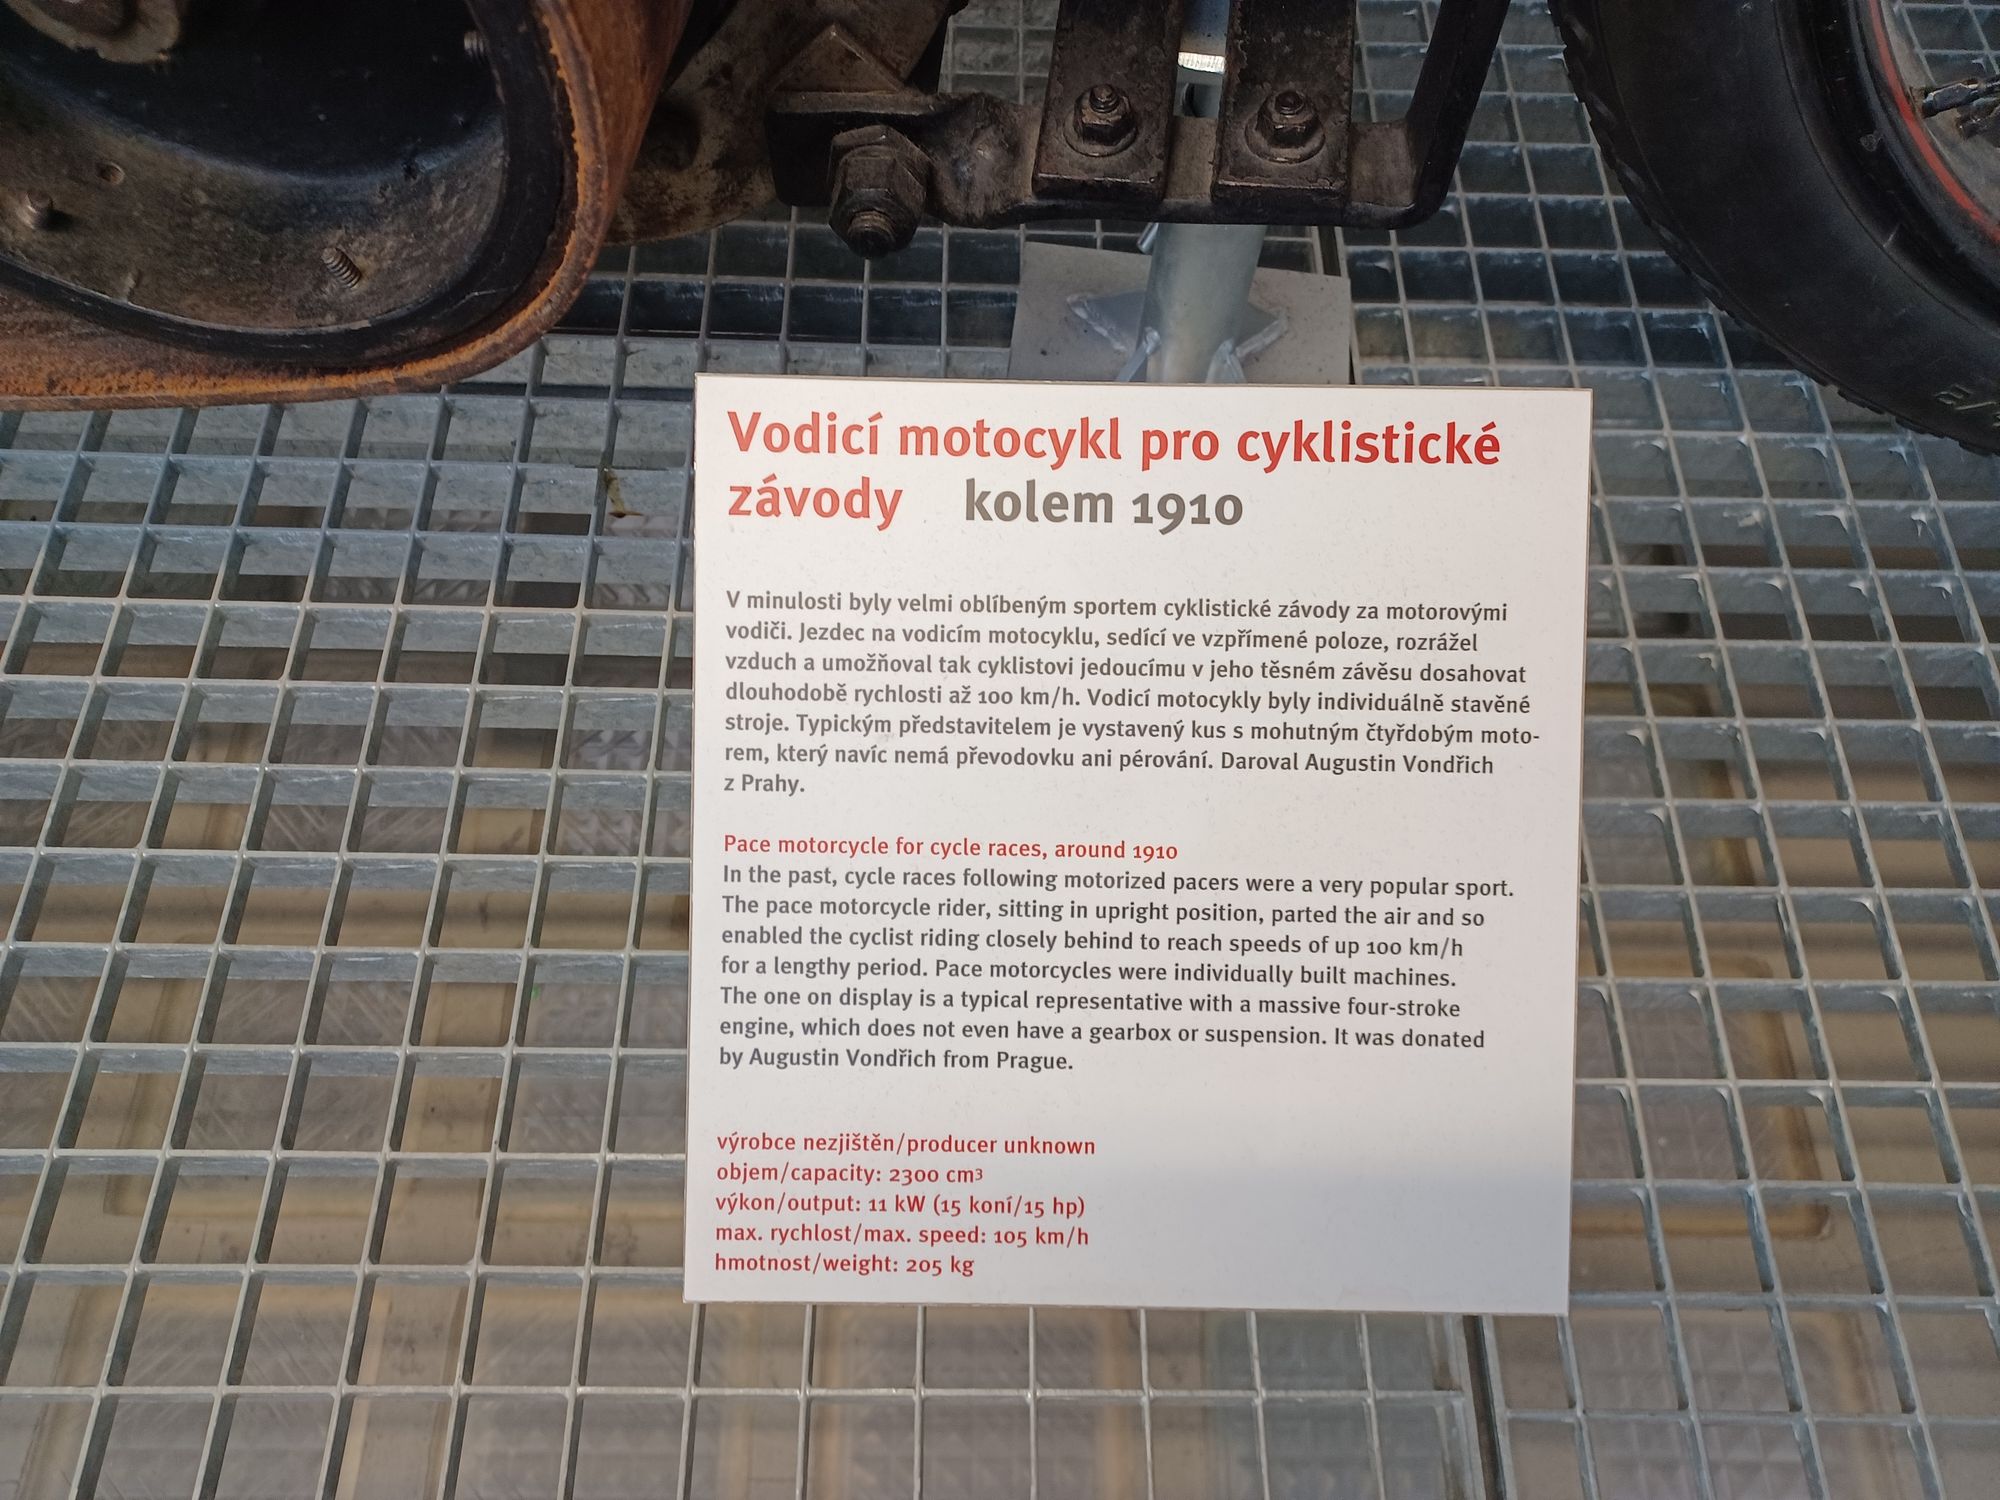 Vodicí motocykl pro cyklistické
závody kolem 1910
V minulosti byly velmi oblíbeným sportem cyklistické závody za motorovými
vodiči. Jezdec na vodicím motocyklu, sedící ve vzpřímené poloze, rozrážel
vzduch a umožňoval tak cyklistovi jedoucímu v jeho těsném závěsu dosahovat
dlouhodobě rychlosti až 100 km/h. Vodicí motocykly byly individuálně stavěné
stroje. Typickým představitelem je vystavený kus s mohutným čtyřdobým moto-
rem, který navíc nemá převodovku ani pérování. Daroval Augustin Vondřich
z Prahy.
Pace motorcycle for cycle races, around 1910
In the past, cycle races following motorized pacers were a very popular sport.
The pace motorcycle rider, sitting in upright position, parted the air and so
enabled the cyclist riding closely behind to reach speeds of up 100 km/h
for a lengthy period. Pace motorcycles were individually built machines.
The one on display is a typical representative with a massive four-stroke
engine, which does not even have a gearbox or suspension. It was donated
by Augustin Vondřich from Prague.
výrobce nezjištěn/producer unknown
objem/capacity: 2300 cm³
výkon/output: 11 kW (15 koní/15 hp)
max. rychlost/max. speed: 105 km/h
hmotnost/weight: 205 kg